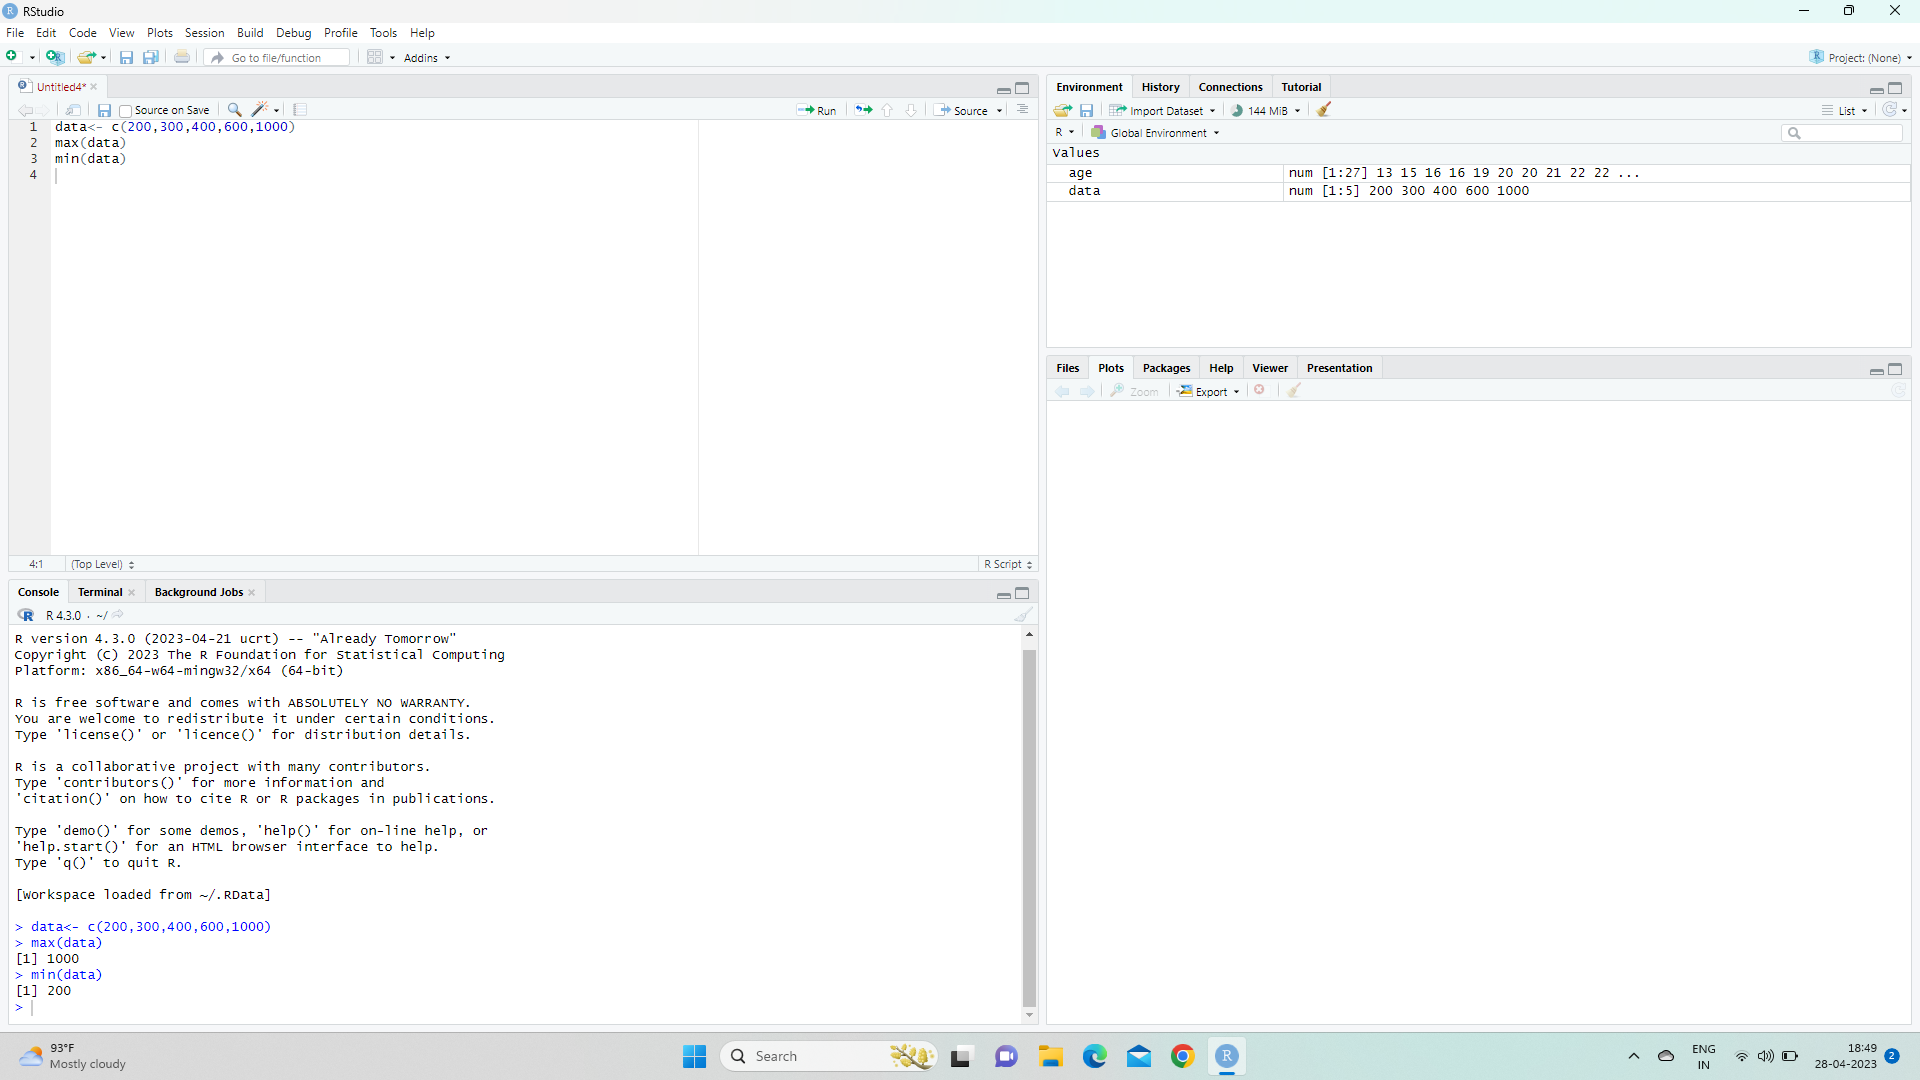 RStudio
File Edit Code View Plots Session Build Debug Profile Tools Help
Go to file/function Addins Project: (None)
Untitled4*
Source on Save Run Source
1 data<- c(200,300,400,600,1000)
2 max(data)
3 min(data)
4
4:1 (Top Level) R Script
Console Terminal Background Jobs
R 4.3.0 · ~/
R version 4.3.0 (2023-04-21 ucrt) -- "Already Tomorrow"
Copyright (C) 2023 The R Foundation for Statistical Computing
Platform: x86_64-w64-mingw32/x64 (64-bit)
R is free software and comes with ABSOLUTELY NO WARRANTY.
You are welcome to redistribute it under certain conditions.
Type 'license()' or 'licence()' for distribution details.
R is a collaborative project with many contributors.
Type 'contributors()' for more information and
'citation()' on how to cite R or R packages in publications.
Type 'demo()' for some demos, 'help()' for on-line help, or
'help.start()' for an HTML browser interface to help.
Type 'q()' to quit R.
[Workspace loaded from ~/.RData]
> data<- c(200,300,400,600,1000)
> max(data)
[1] 1000
> min(data)
[1] 200
>
Environment History Connections Tutorial
Import Dataset 144 MiB List
R Global Environment
Values
age num [1:27] 13 15 16 16 19 20 20 21 22 22 ...
data num [1:5] 200 300 400 600 1000
Files Plots Packages Help Viewer Presentation
Zoom Export
93°F
Mostly cloudy
Search
ENG
IN
18:49
28-04-2023
2